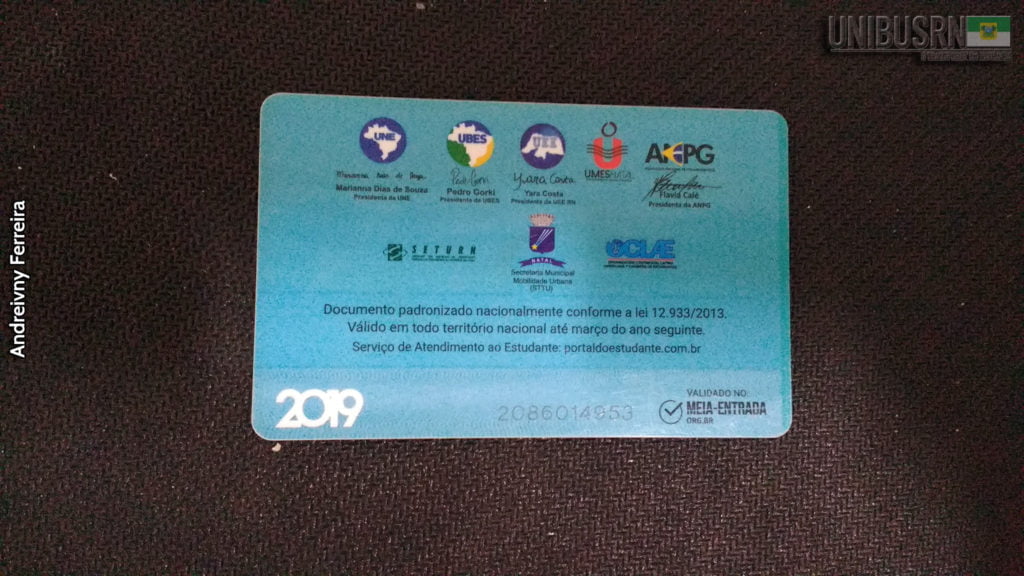 UNIBUSRN
Andreivny Ferreira
UNE
Marianna Dias de Souza
Presidenta da UNE
UBES
Pedro Gorki
Presidente da UBES
UEE
Yara Costa
Yara Costa
Presidenta da UEE RN
UMESNATAL
ANPG
Flavia Calé
Presidenta da ANPG
SETURN
NATAL
Secretaria Municipal
Mobilidade Urbana
(STTU)
OCLAE
Documento padronizado nacionalmente conforme a lei 12.933/2013.
Válido em todo território nacional até março do ano seguinte.
Serviço de Atendimento ao Estudante: portaldoestudante.com.br
2019
2086014953
VALIDADO NO:
MEIA-ENTRADA
ORG.BR